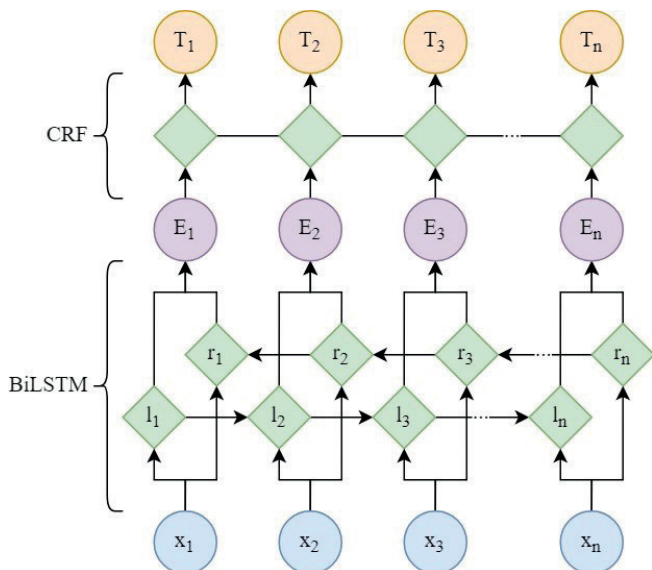 T1 T2 T3 Tn
CRF
...
E1 E2 E3 En
r1 r2 r3 ... rn
BiLSTM
l1 l2 l3 ... ln
x1 x2 x3 xn